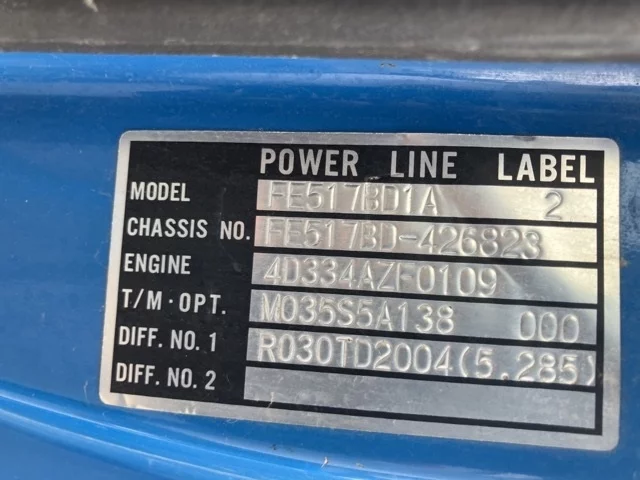 POWER LINE LABEL
MODEL FE517BD1A 2
CHASSIS NO. FE517BD-426823
ENGINE 4D334AZF0109
T/M·OPT. M035S5A138 000
DIFF. NO. 1 R030TD2004(5.285)
DIFF. NO. 2